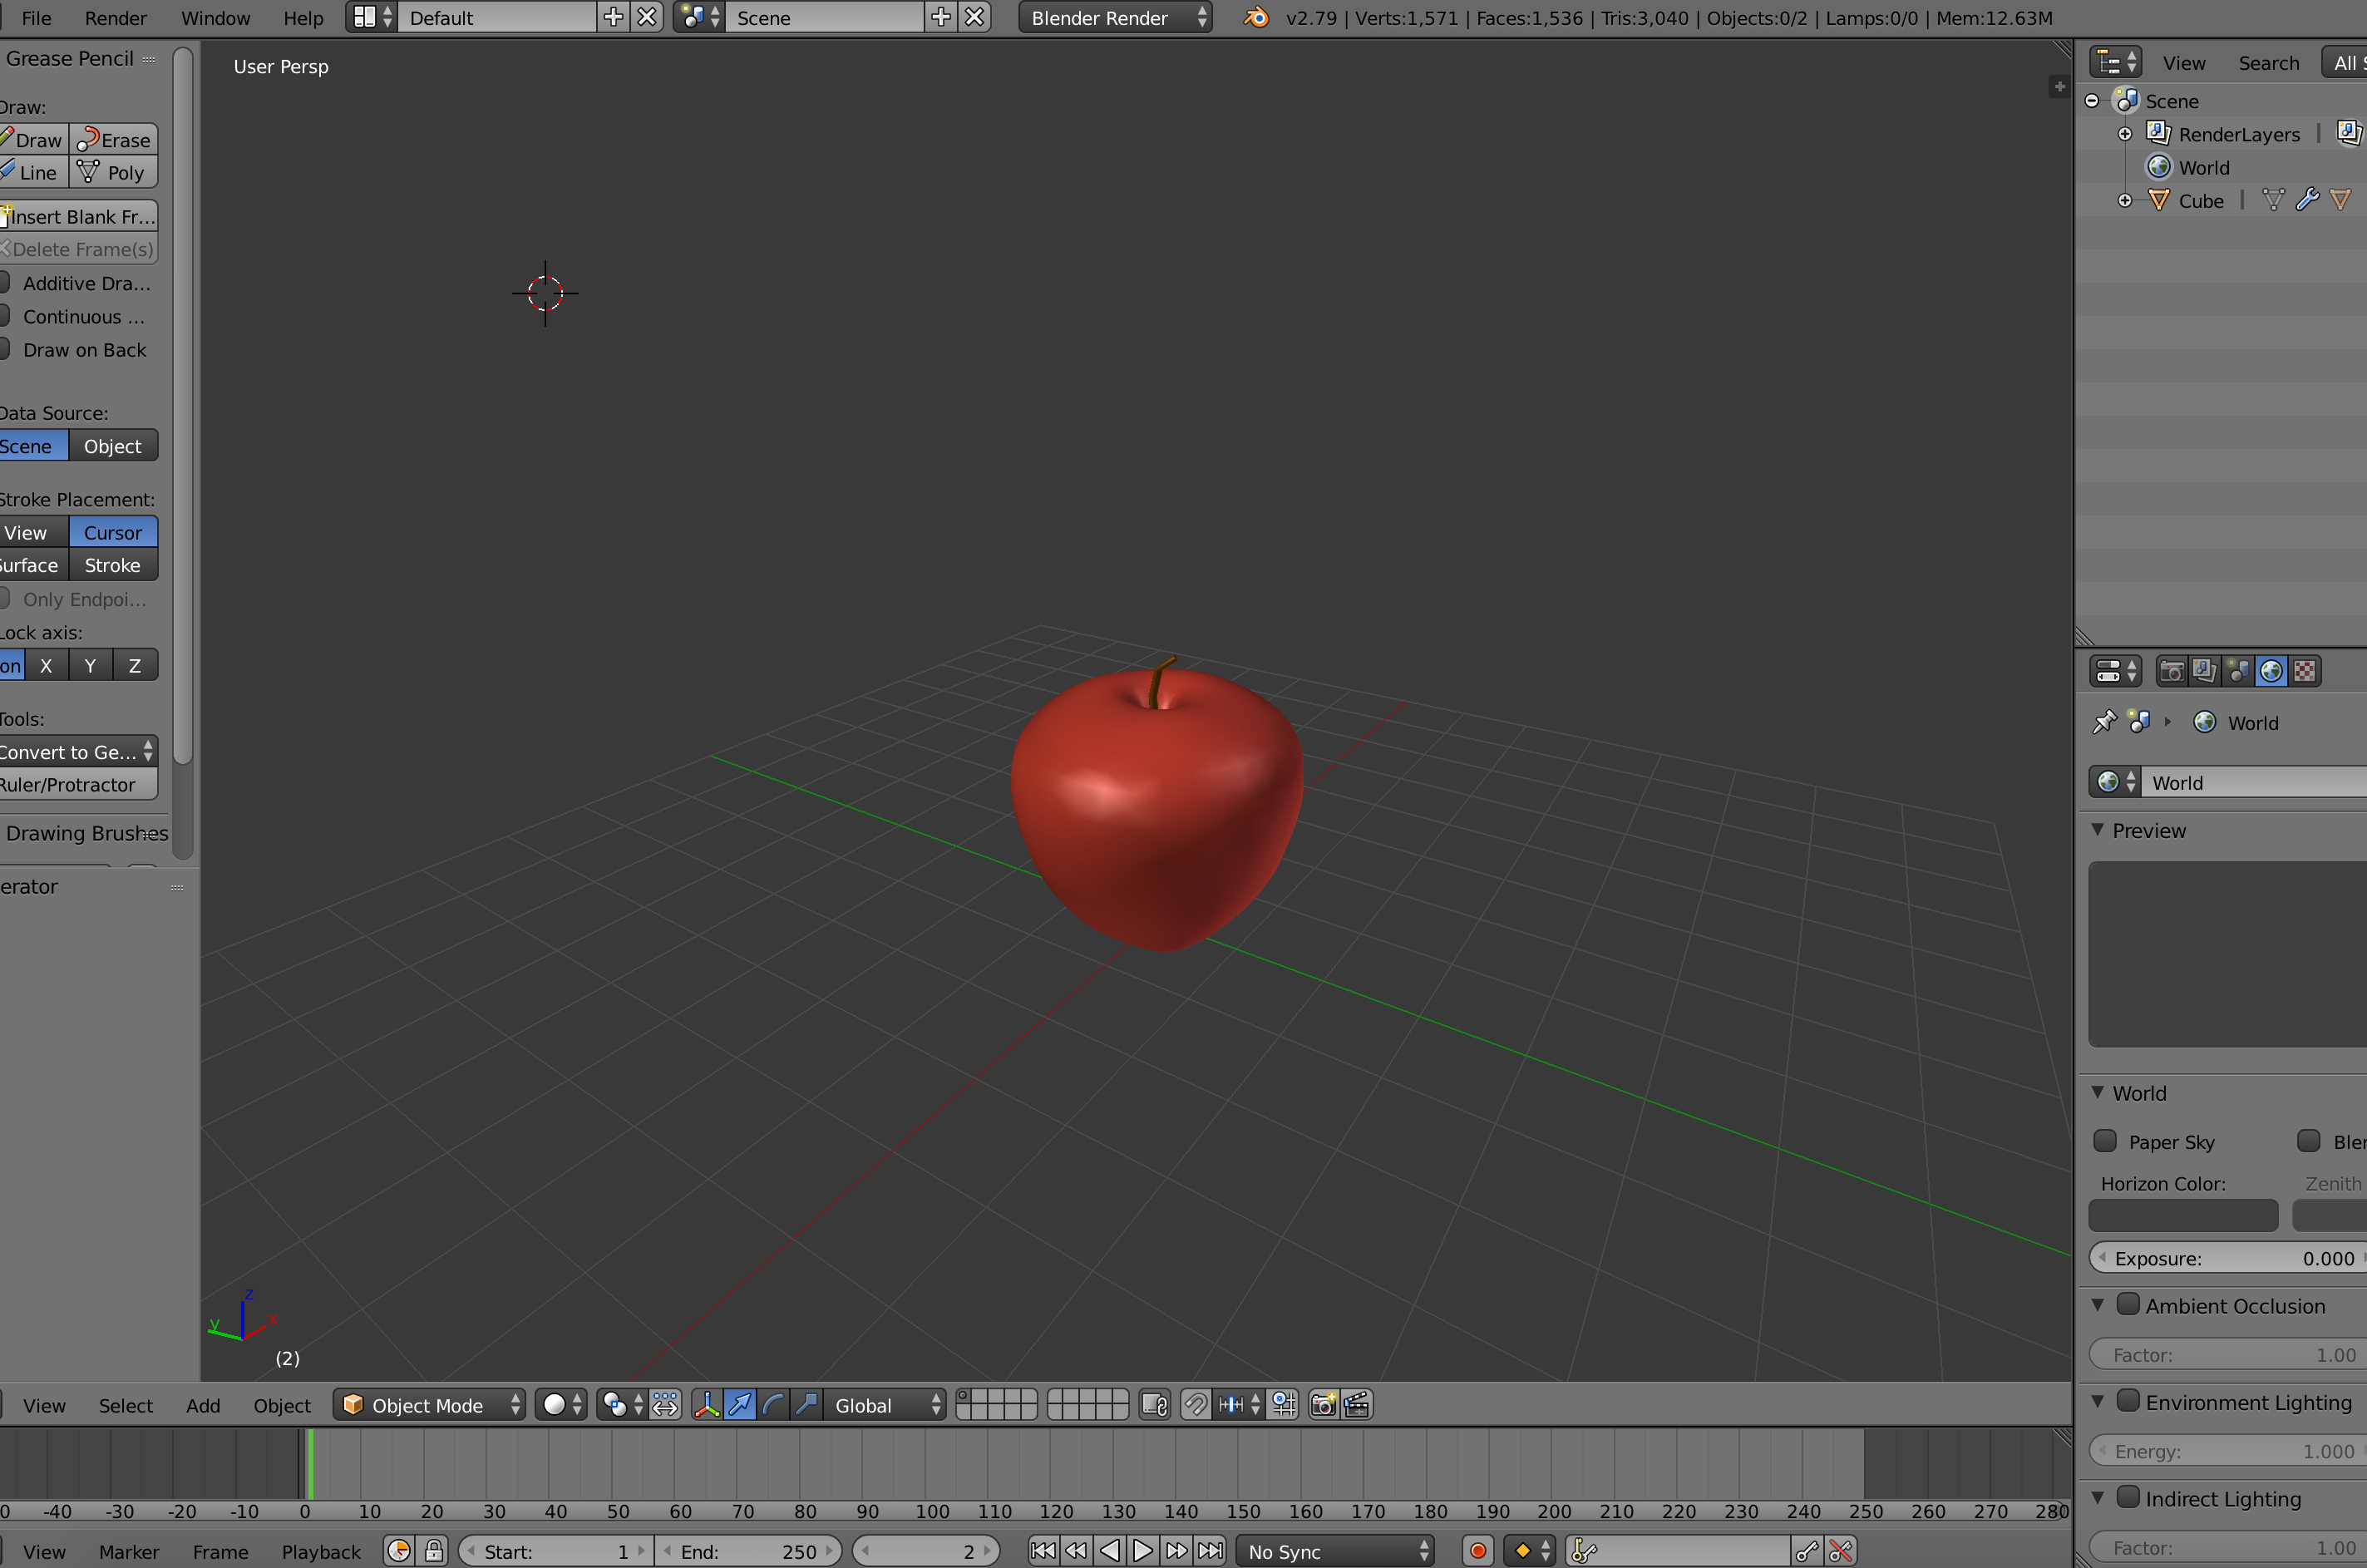 File Render Window Help Default Scene Blender Render v2.79 | Verts:1,571 | Faces:1,536 | Tris:3,040 | Objects:0/2 | Lamps:0/0 | Mem:12.63M
Grease Pencil
Draw:
Draw Erase
Line Poly
Insert Blank Fr...
Delete Frame(s)
Additive Dra...
Continuous ...
Draw on Back
Data Source:
Scene Object
Stroke Placement:
View Cursor
Surface Stroke
Only Endpoi...
Lock axis:
on X Y Z
Tools:
Convert to Ge...
Ruler/Protractor
Drawing Brushes
erator
User Persp
z
y x
(2)
View Search All S
Scene
RenderLayers |
World
Cube |
World
World
Preview
World
Paper Sky Bler
Horizon Color: Zenith
Exposure: 0.000
Ambient Occlusion
Factor: 1.00
Environment Lighting
Energy: 1.000
Indirect Lighting
Factor: 1.00
View Select Add Object Object Mode Global
0 -40 -30 -20 -10 0 10 20 30 40 50 60 70 80 90 100 110 120 130 140 150 160 170 180 190 200 210 220 230 240 250 260 270 280
View Marker Frame Playback Start: 1 End: 250 2 No Sync